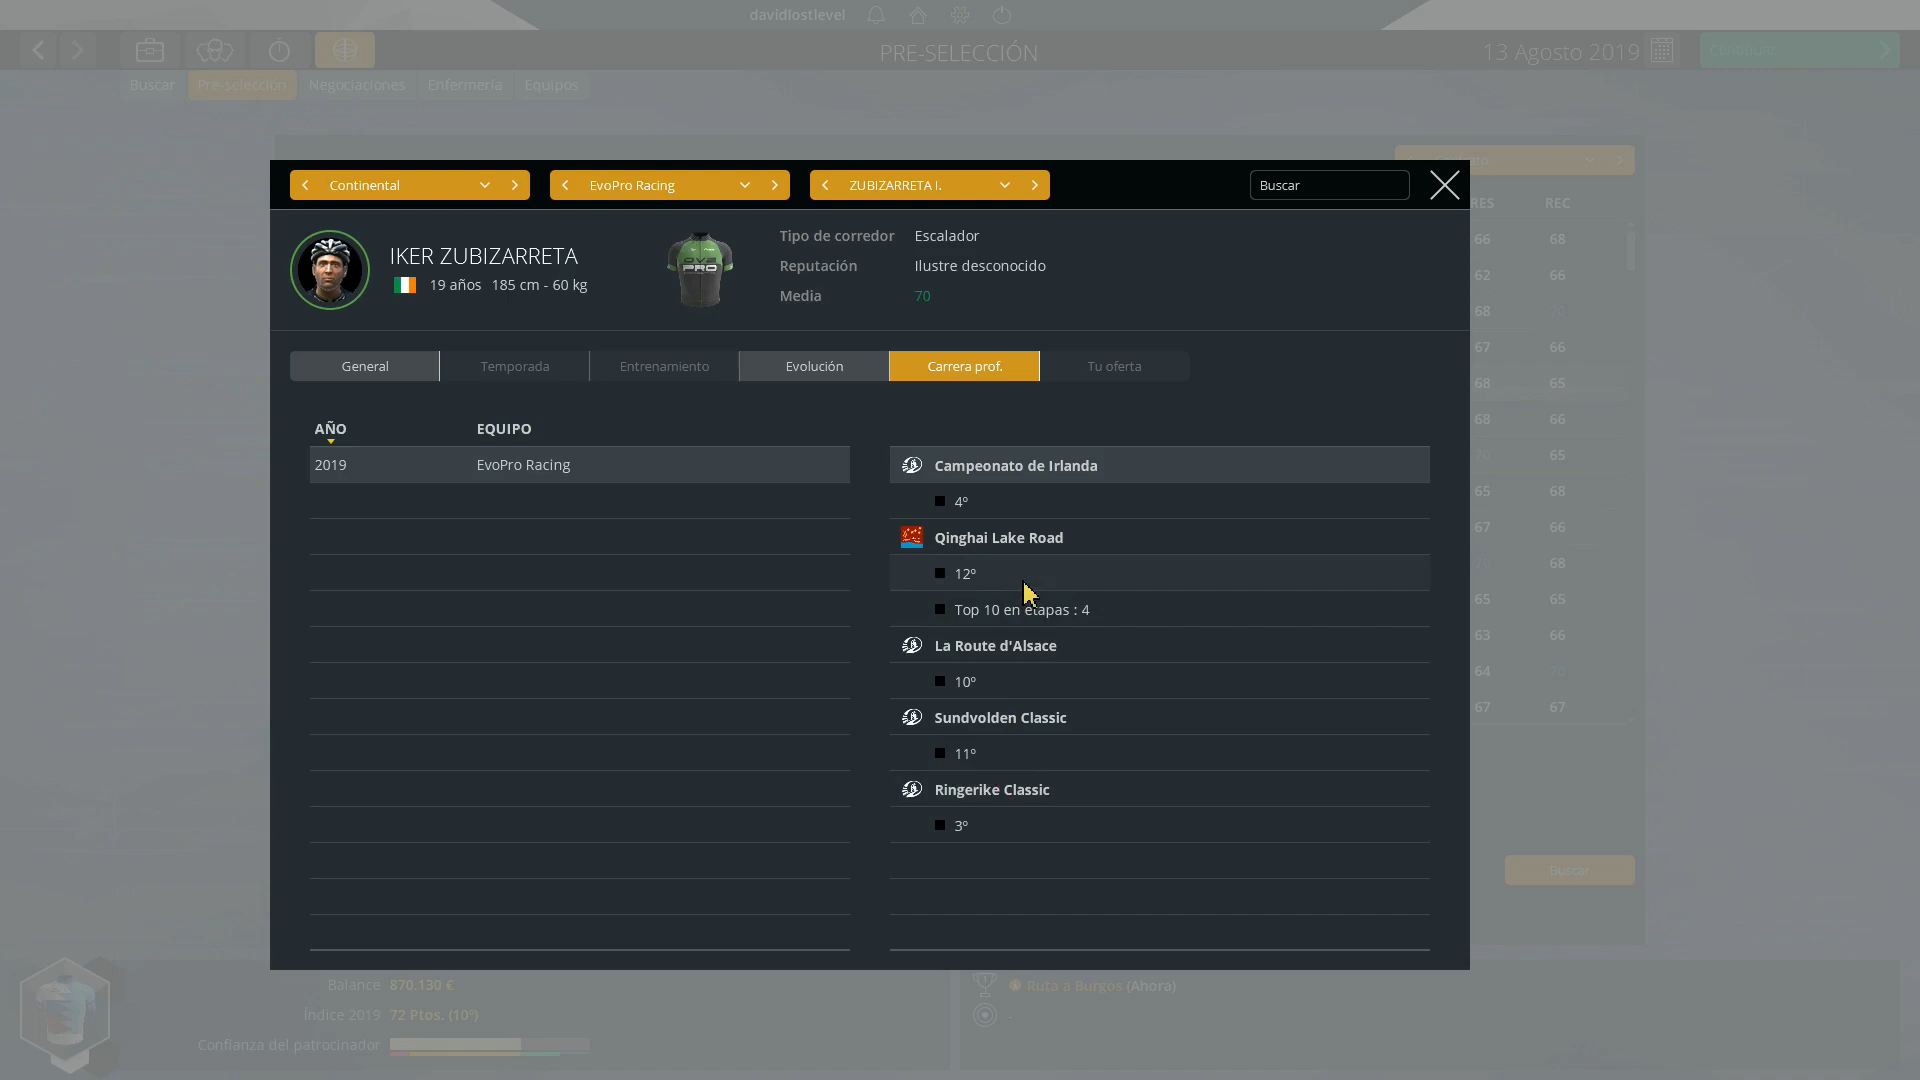 davidlostlevel
PRE-SELECCIÓN
13 Agosto 2019
Continuar
Buscar
Pre-selección
Negociaciones
Enfermería
Equipos
Continental
EvoPro Racing
ZUBIZARRETA I.
Buscar
RES
REC
IKER ZUBIZARRETA
19 años 185 cm - 60 kg
PRO
Tipo de corredor Escalador
Reputación Ilustre desconocido
Media 70
General
Temporada
Entrenamiento
Evolución
Carrera prof.
Tu oferta
AÑO EQUIPO
2019 EvoPro Racing
Campeonato de Irlanda
4º
Qinghai Lake Road
12º
Top 10 en etapas : 4
La Route d'Alsace
10º
Sundvolden Classic
11º
Ringerike Classic
3º
66 68
62 66
68
67 66
68 65
68 66
65
65 68
67 66
68
65 65
63 66
64 70
67 67
Buscar
Balance 870.130 €
Índice 2019 72 Ptos. (10º)
Confianza del patrocinador
Ruta a Burgos (Ahora)
-